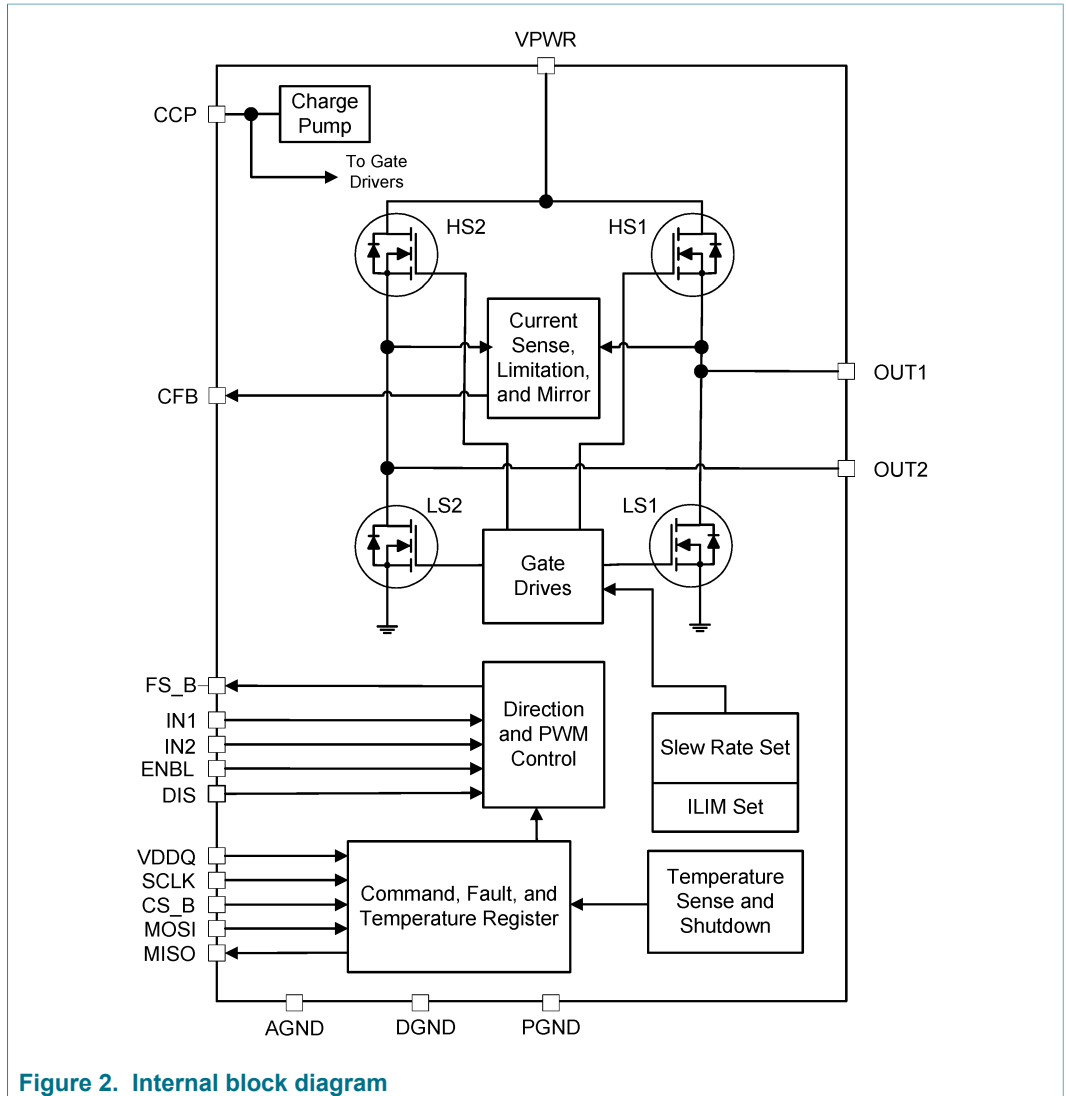 VPWR
CCP
Charge
Pump
To Gate
Drivers
HS2
HS1
Current
Sense,
Limitation,
and Mirror
OUT1
CFB
OUT2
LS2
LS1
Gate
Drives
FS_B
IN1
IN2
ENBL
DIS
Direction
and PWM
Control
Slew Rate Set
ILIM Set
VDDQ
SCLK
CS_B
MOSI
MISO
Command, Fault, and
Temperature Register
Temperature
Sense and
Shutdown
AGND
DGND
PGND
Figure 2. Internal block diagram